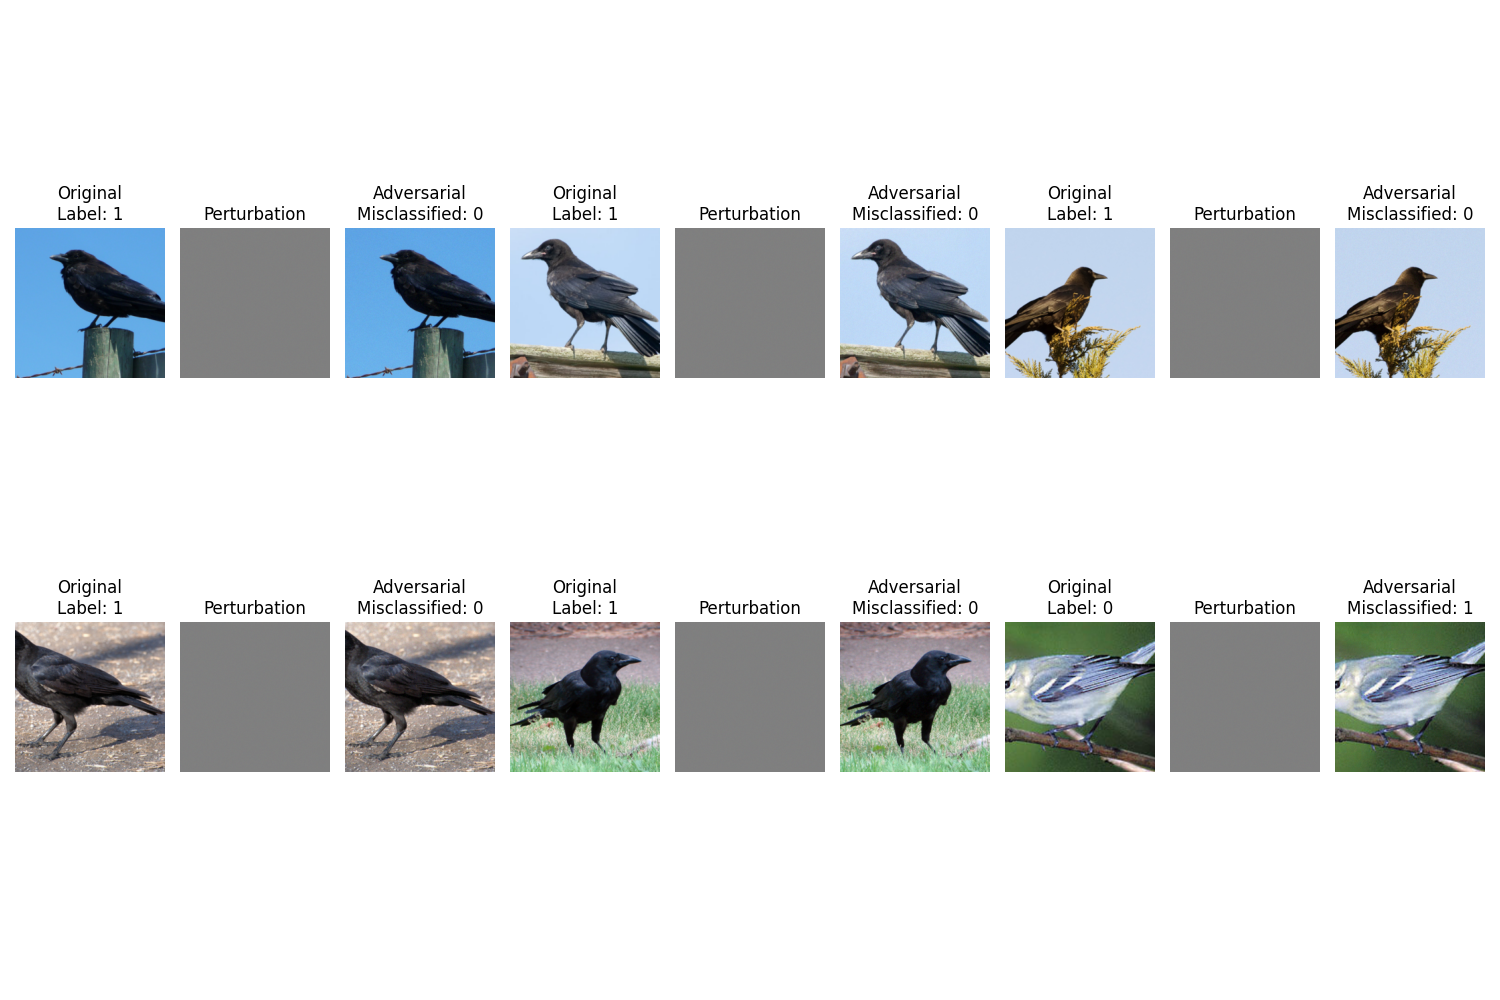 Original
Label: 1
Perturbation
Adversarial
Misclassified: 0
Original
Label: 1
Perturbation
Adversarial
Misclassified: 0
Original
Label: 1
Perturbation
Adversarial
Misclassified: 0
Original
Label: 1
Perturbation
Adversarial
Misclassified: 0
Original
Label: 1
Perturbation
Adversarial
Misclassified: 0
Original
Label: 0
Perturbation
Adversarial
Misclassified: 1